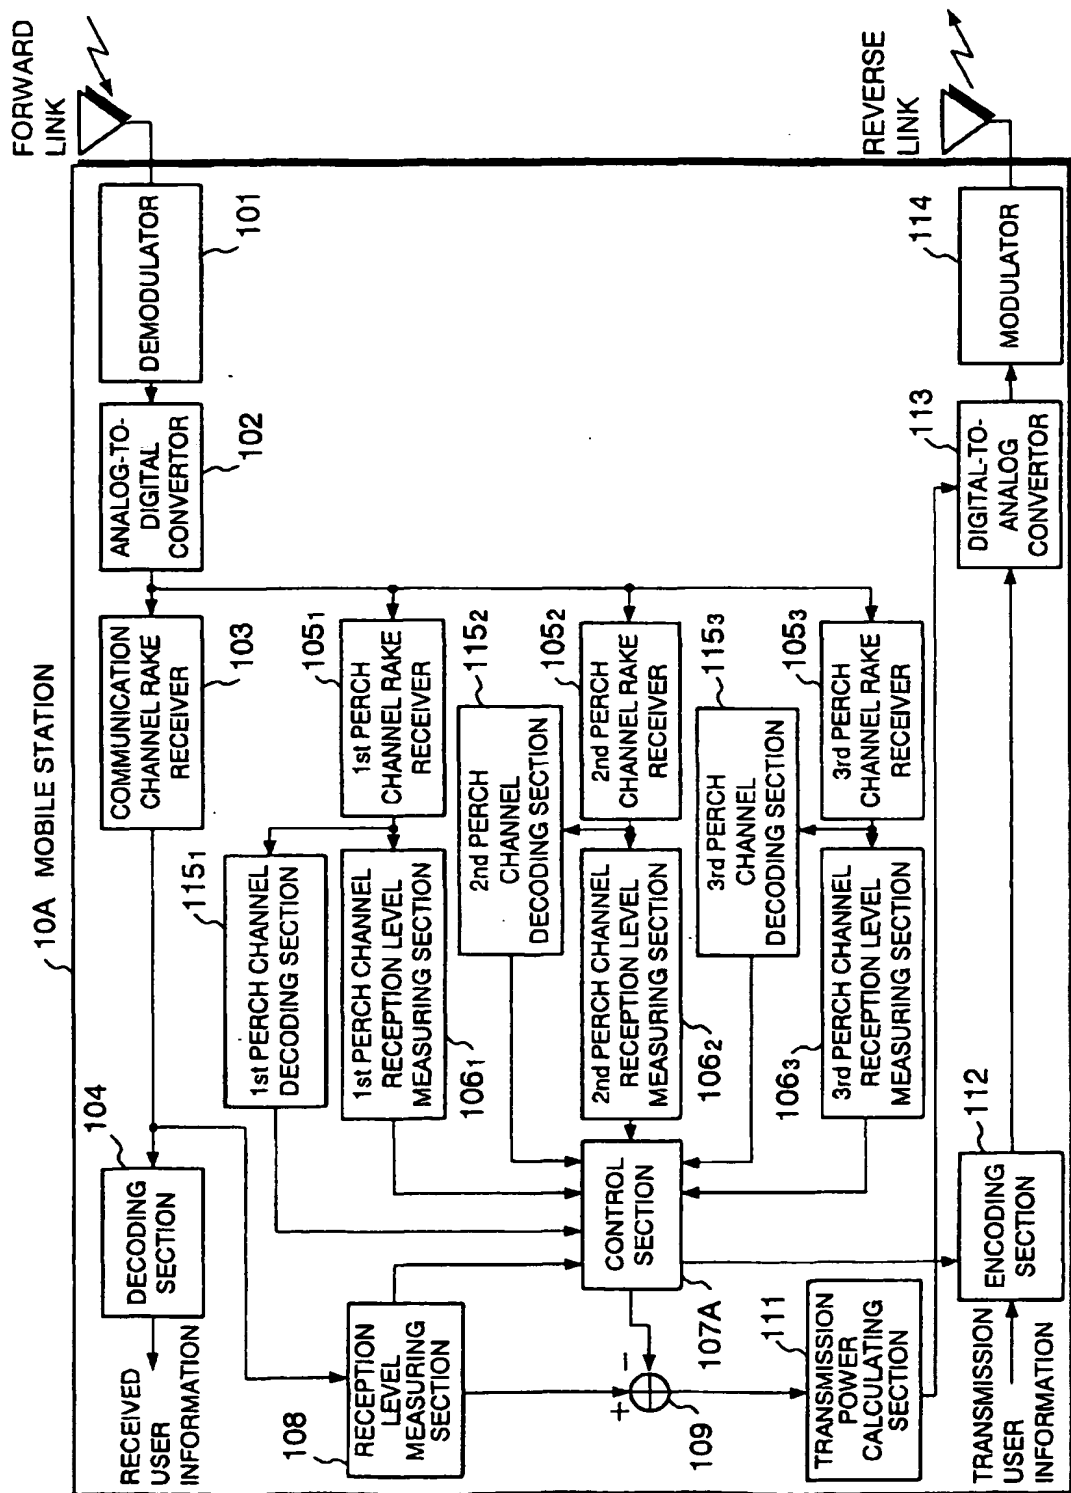 10A MOBILE STATION
FORWARD
LINK
REVERSE
LINK
RECEIVED
USER
INFORMATION
104
DECODING
SECTION
COMMUNICATION
CHANNEL RAKE
RECEIVER
103
ANALOG-TO-
DIGITAL
CONVERTOR
102
DEMODULATOR
101
1151
1st PERCH CHANNEL
DECODING SECTION
1st PERCH CHANNEL
RECEPTION LEVEL
MEASURING SECTION
1061
1st PERCH
CHANNEL RAKE
RECEIVER
1051
2nd PERCH
CHANNEL
DECODING SECTION
1152
2nd PERCH CHANNEL
RECEPTION LEVEL
MEASURING SECTION
1062
2nd PERCH
CHANNEL RAKE
RECEIVER
1052
3rd PERCH
CHANNEL
DECODING SECTION
1153
3rd PERCH CHANNEL
RECEPTION LEVEL
MEASURING SECTION
1063
3rd PERCH
CHANNEL RAKE
RECEIVER
1053
108
RECEPTION
LEVEL
MEASURING
SECTION
CONTROL
SECTION
107A
+
−
109
111
TRANSMISSION
POWER
CALCULATING
SECTION
TRANSMISSION
USER
INFORMATION
112
ENCODING
SECTION
113
DIGITAL-TO-
ANALOG
CONVERTOR
114
MODULATOR